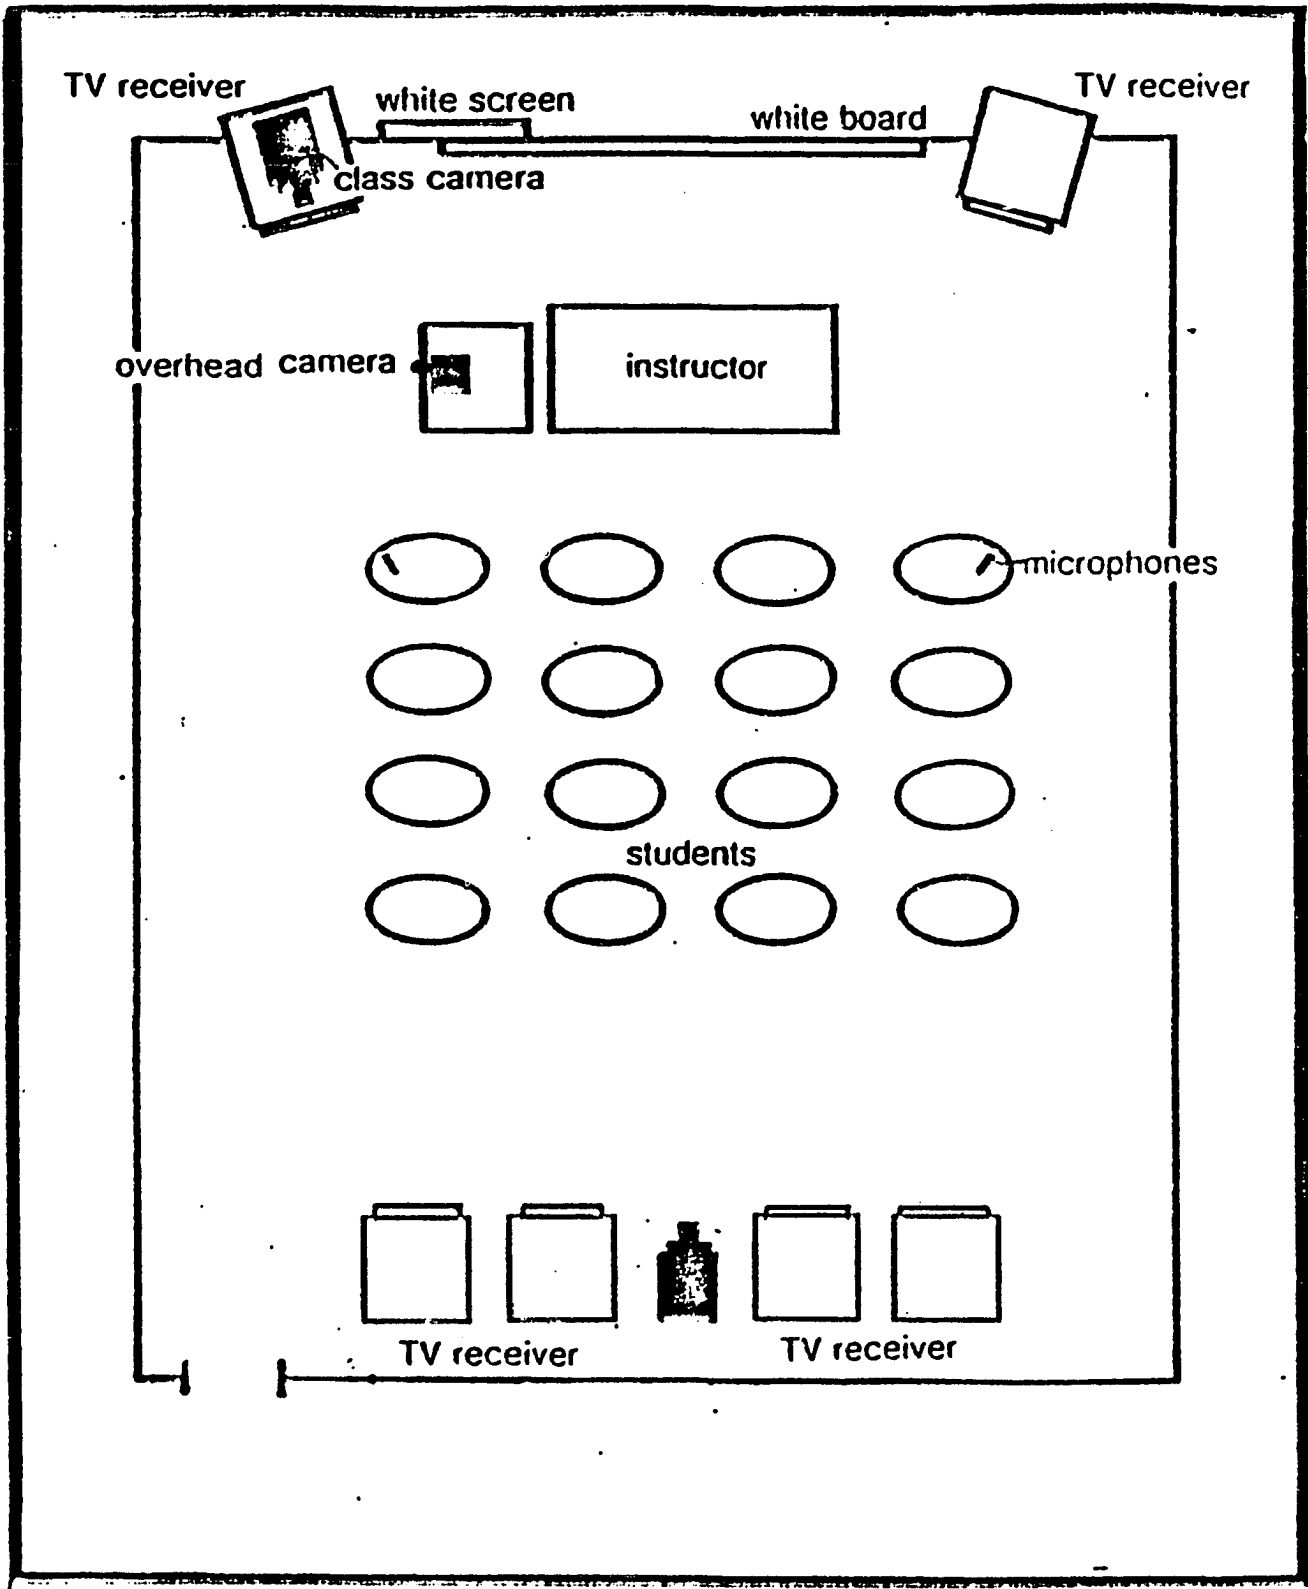 TV receiver
TV receiver
white screen
white board
class camera
overhead camera
instructor
microphones
students
TV receiver
TV receiver